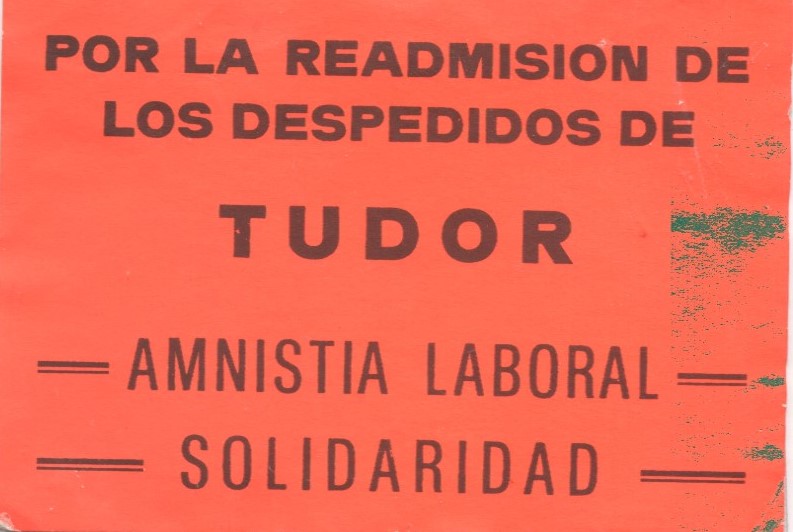 POR LA READMISION DE
LOS DESPEDIDOS DE
TUDOR
AMNISTIA LABORAL
SOLIDARIDAD